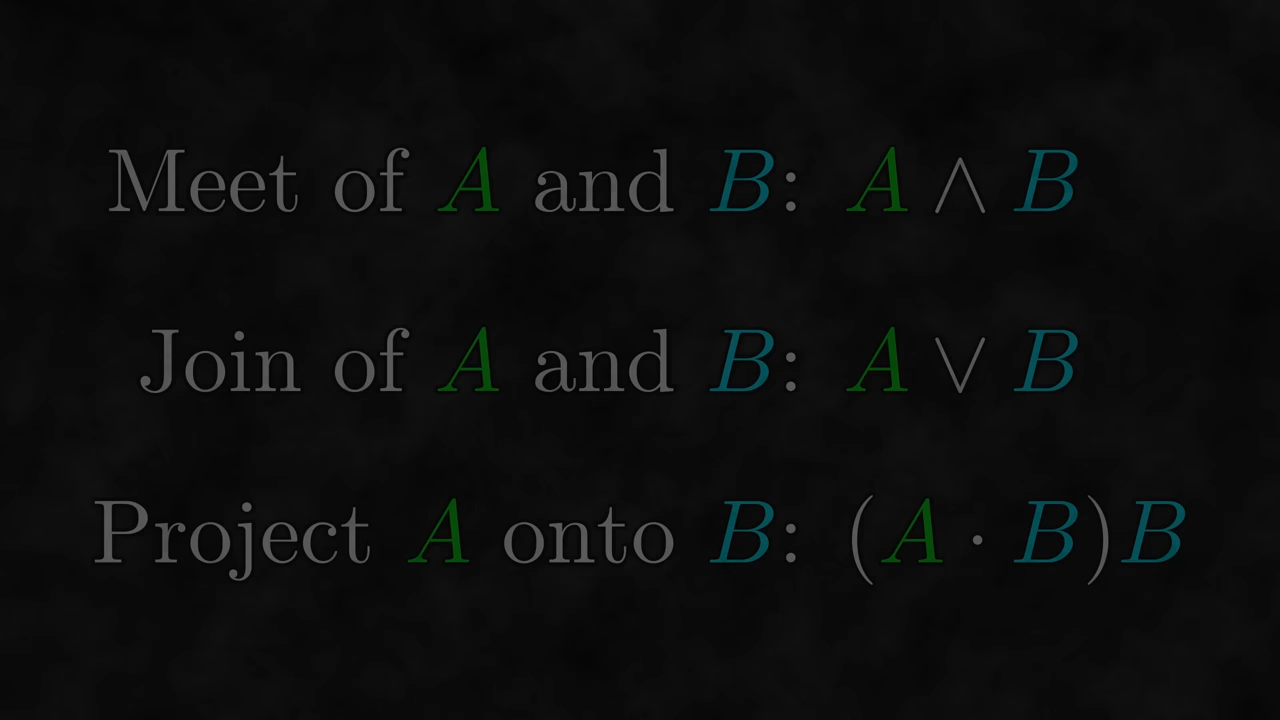 Meet of A and B: A ∧ B
Join of A and B: A ∨ B
Project A onto B: (A · B)B